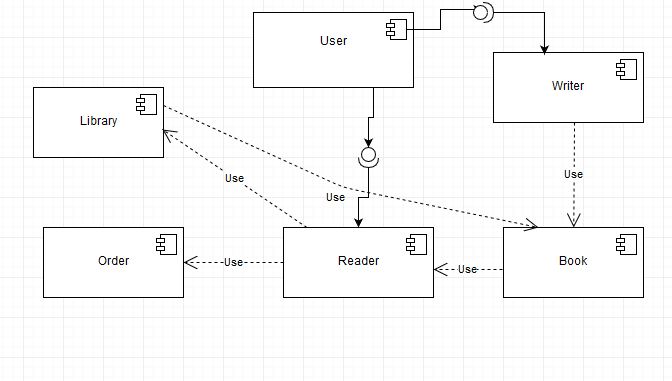 User
Writer
Library
Use
Use
Use
Order
Use
Reader
Use
Book